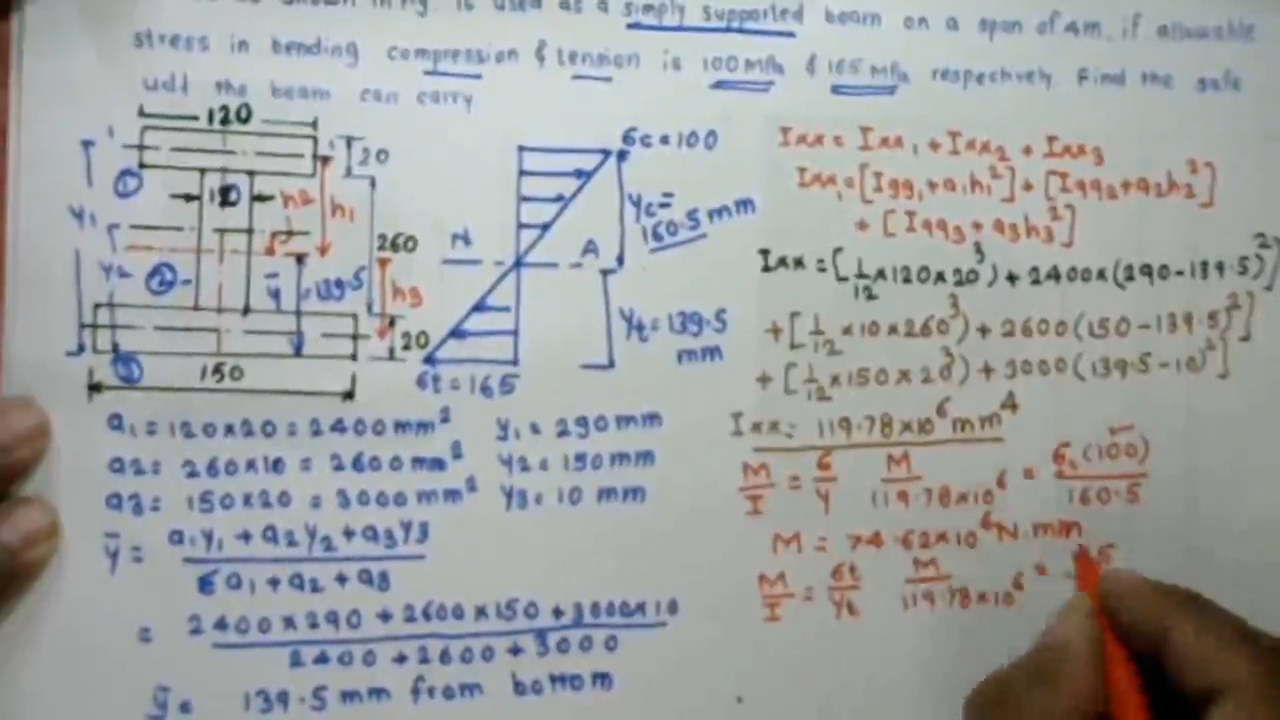 is used as a simply supported beam on a span of 4m. if allowable
stress in bending compression & tension is 100 MPa & 165 MPa respectively Find the safe
udl the beam can carry
120
20
1
10
h2
h1
y1
260
y2
2
ȳ = 139.5
h3
20
3
150
6c = 100
Yc = 160.5 mm
N
A
Yt = 139.5 mm
6t = 165
a1 = 120×20 = 2400 mm² y1 = 290 mm
a2 = 260×10 = 2600 mm² y2 = 150 mm
a3 = 150×20 = 3000 mm² y3 = 10 mm
ȳ = a1y1 + a2y2 + a3y3
a1 + a2 + a3
= 2400×290 + 2600×150 + 3000×10
2400 + 2600 + 3000
ȳ = 139.5 mm from bottom
Ixx = Ixx1 + Ixx2 + Ixx3
Ixx = [Igg1 + a1h1²] + [Igg2 + a2h2²]
+ [Igg3 + a3h3²]
Ixx = [1/12 × 120×20³) + 2400×(290-139.5)²]
+ [1/12 × 10×260³) + 2600(150-139.5)²]
+ [1/12 × 150×20³) + 3000(139.5-10)²]
Ixx = 119.78×10⁶ mm⁴
M/I = 6/Y M/119.78×10⁶ = 6c(100)/160.5
M = 74.62×10⁶ N.mm
M/I = 6t/Yt M/119.78×10⁶ =